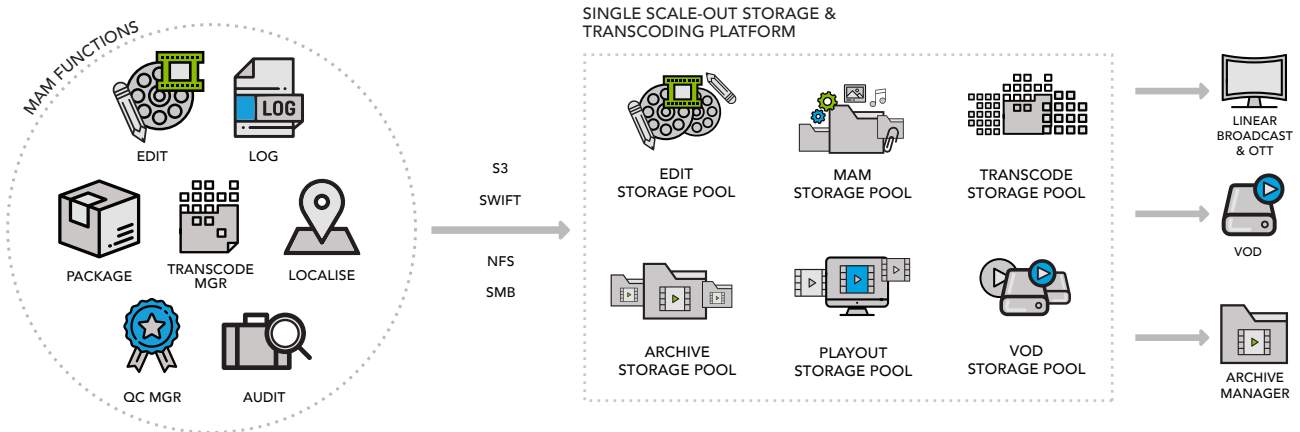 MAM FUNCTIONS
EDIT
LOG
LOG
PACKAGE
TRANSCODE
MGR
LOCALISE
QC MGR
AUDIT
S3
SWIFT
NFS
SMB
SINGLE SCALE-OUT STORAGE &
TRANSCODING PLATFORM
EDIT
STORAGE POOL
MAM
STORAGE POOL
TRANSCODE
STORAGE POOL
ARCHIVE
STORAGE POOL
PLAYOUT
STORAGE POOL
VOD
STORAGE POOL
LINEAR
BROADCAST
& OTT
VOD
ARCHIVE
MANAGER